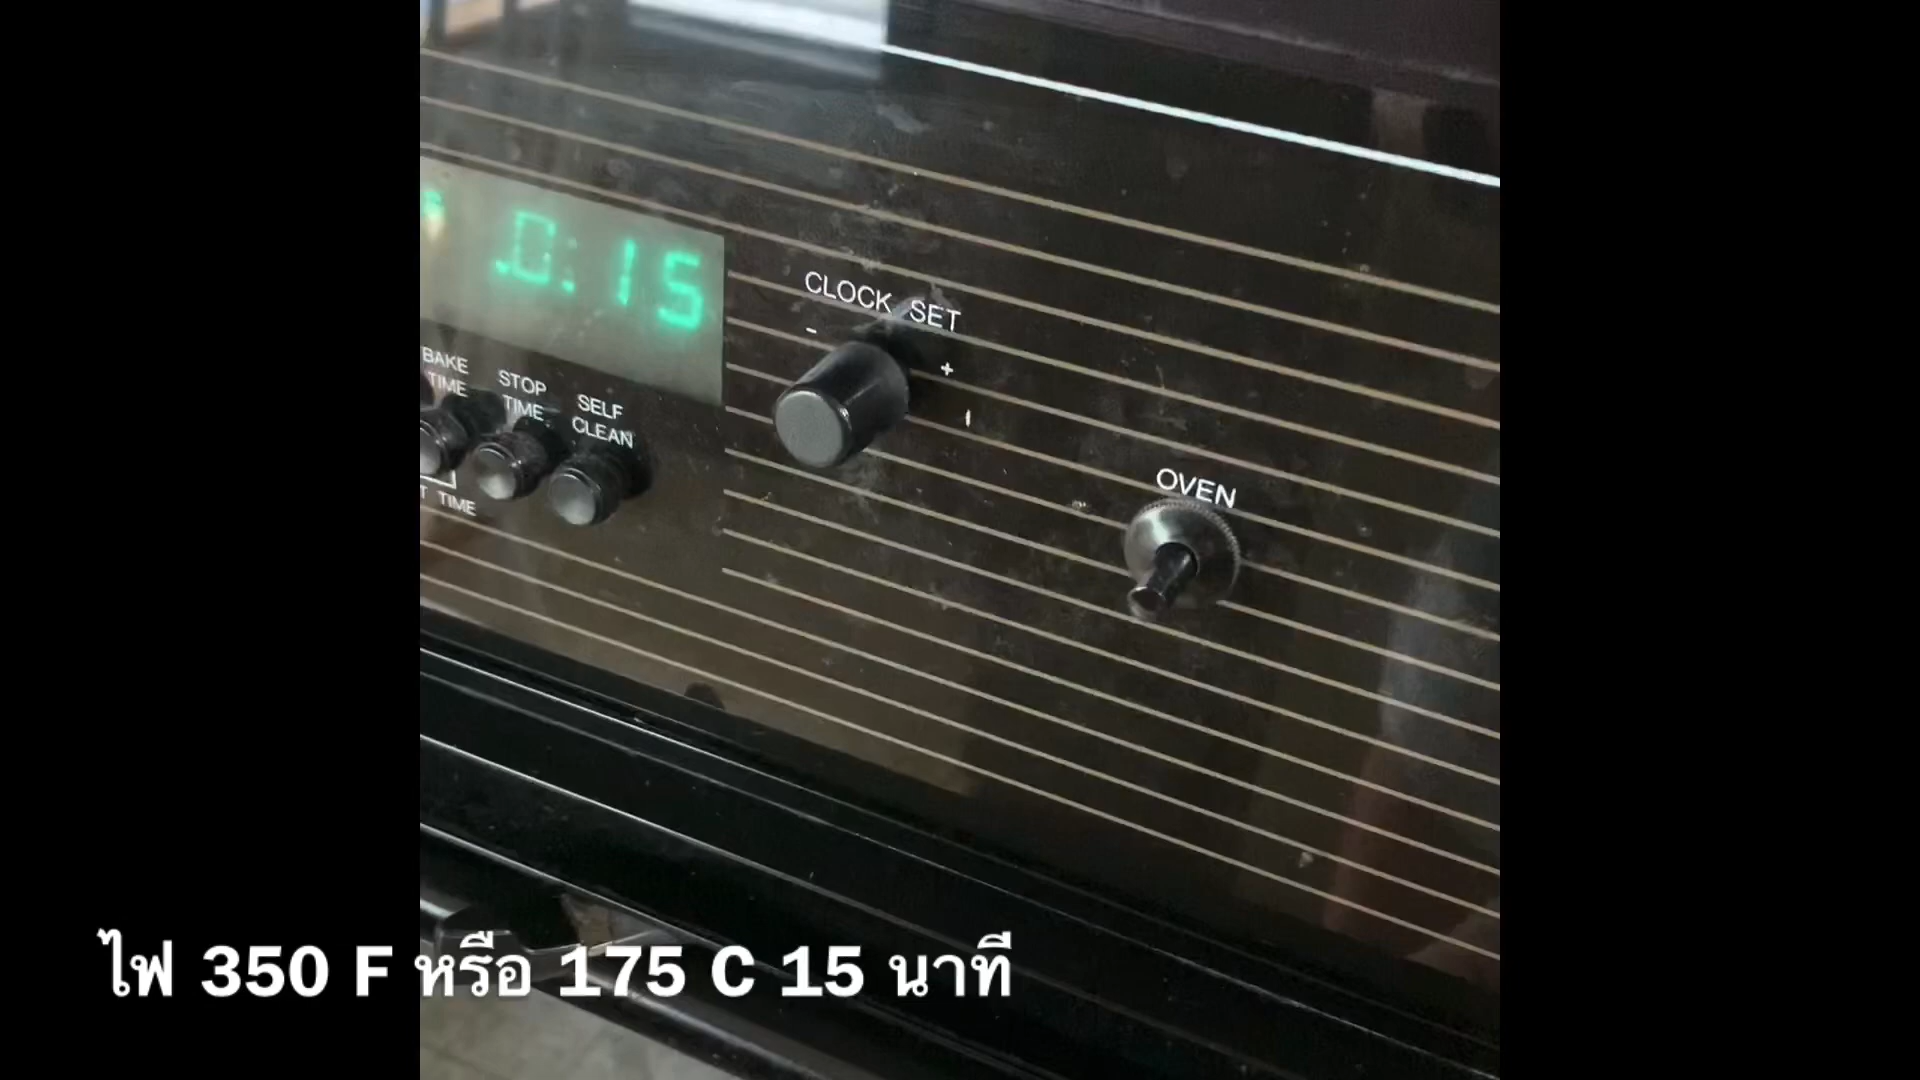 .0:15
CLOCK SET
-
+
BAKE
TIME
STOP
TIME
SELF
CLEAN
TIME
OVEN
ไฟ 350 F หรือ 175 C 15 นาที